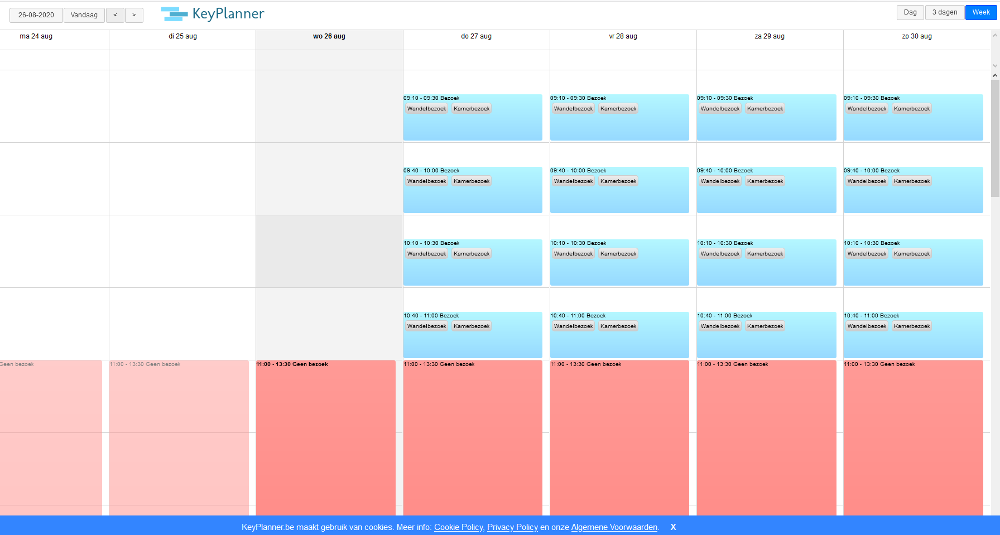 26-08-2020 Vandaag < > KeyPlanner Dag 3 dagen Week
ma 24 aug di 25 aug wo 26 aug do 27 aug vr 28 aug za 29 aug zo 30 aug
09:10 - 09:30 Bezoek 09:10 - 09:30 Bezoek 09:10 - 09:30 Bezoek 09:10 - 09:30 Bezoek
Wandelbezoek Kamerbezoek Wandelbezoek Kamerbezoek Wandelbezoek Kamerbezoek Wandelbezoek Kamerbezoek
09:40 - 10:00 Bezoek 09:40 - 10:00 Bezoek 09:40 - 10:00 Bezoek 09:40 - 10:00 Bezoek
Wandelbezoek Kamerbezoek Wandelbezoek Kamerbezoek Wandelbezoek Kamerbezoek Wandelbezoek Kamerbezoek
10:10 - 10:30 Bezoek 10:10 - 10:30 Bezoek 10:10 - 10:30 Bezoek 10:10 - 10:30 Bezoek
Wandelbezoek Kamerbezoek Wandelbezoek Kamerbezoek Wandelbezoek Kamerbezoek Wandelbezoek Kamerbezoek
10:40 - 11:00 Bezoek 10:40 - 11:00 Bezoek 10:40 - 11:00 Bezoek 10:40 - 11:00 Bezoek
Wandelbezoek Kamerbezoek Wandelbezoek Kamerbezoek Wandelbezoek Kamerbezoek Wandelbezoek Kamerbezoek
Geen bezoek 11:00 - 13:30 Geen bezoek 11:00 - 13:30 Geen bezoek 11:00 - 13:30 Geen bezoek 11:00 - 13:30 Geen bezoek 11:00 - 13:30 Geen bezoek 11:00 - 13:30 Geen bezoek
KeyPlanner.be maakt gebruik van cookies. Meer info: Cookie Policy, Privacy Policy en onze Algemene Voorwaarden. X